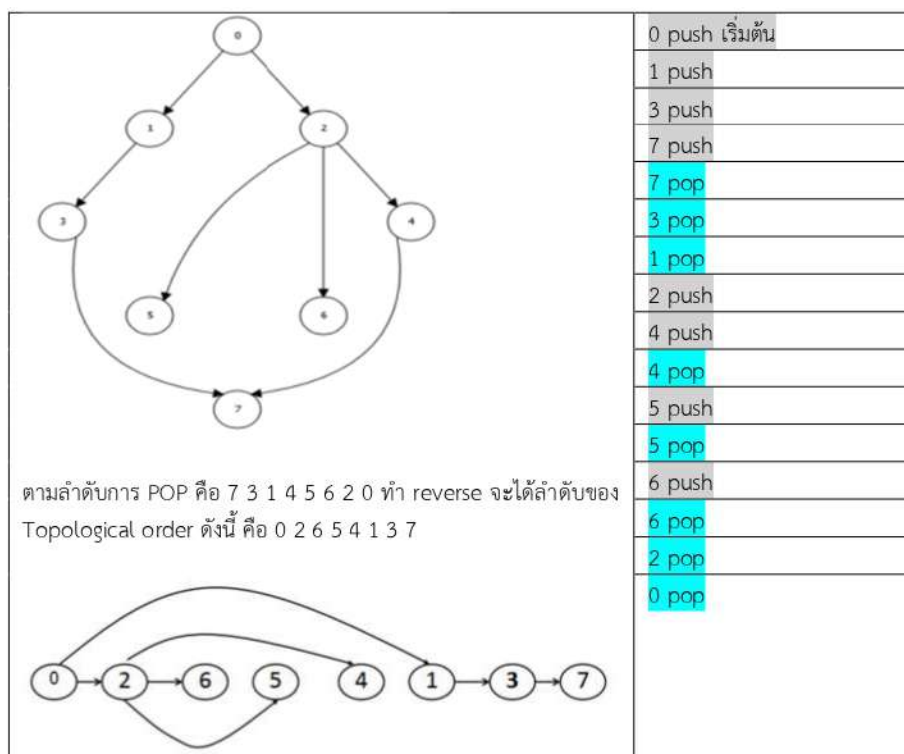 0
1
2
3
4
5
6
7
ตามลำดับการ POP คือ 7 3 1 4 5 6 2 0 ทำ reverse จะได้ลำดับของ
Topological order ดังนี้ คือ 0 2 6 5 4 1 3 7
0 2 6 5 4 1 3 7
0 push เริ่มต้น
1 push
3 push
7 push
7 pop
3 pop
1 pop
2 push
4 push
4 pop
5 push
5 pop
6 push
6 pop
2 pop
0 pop